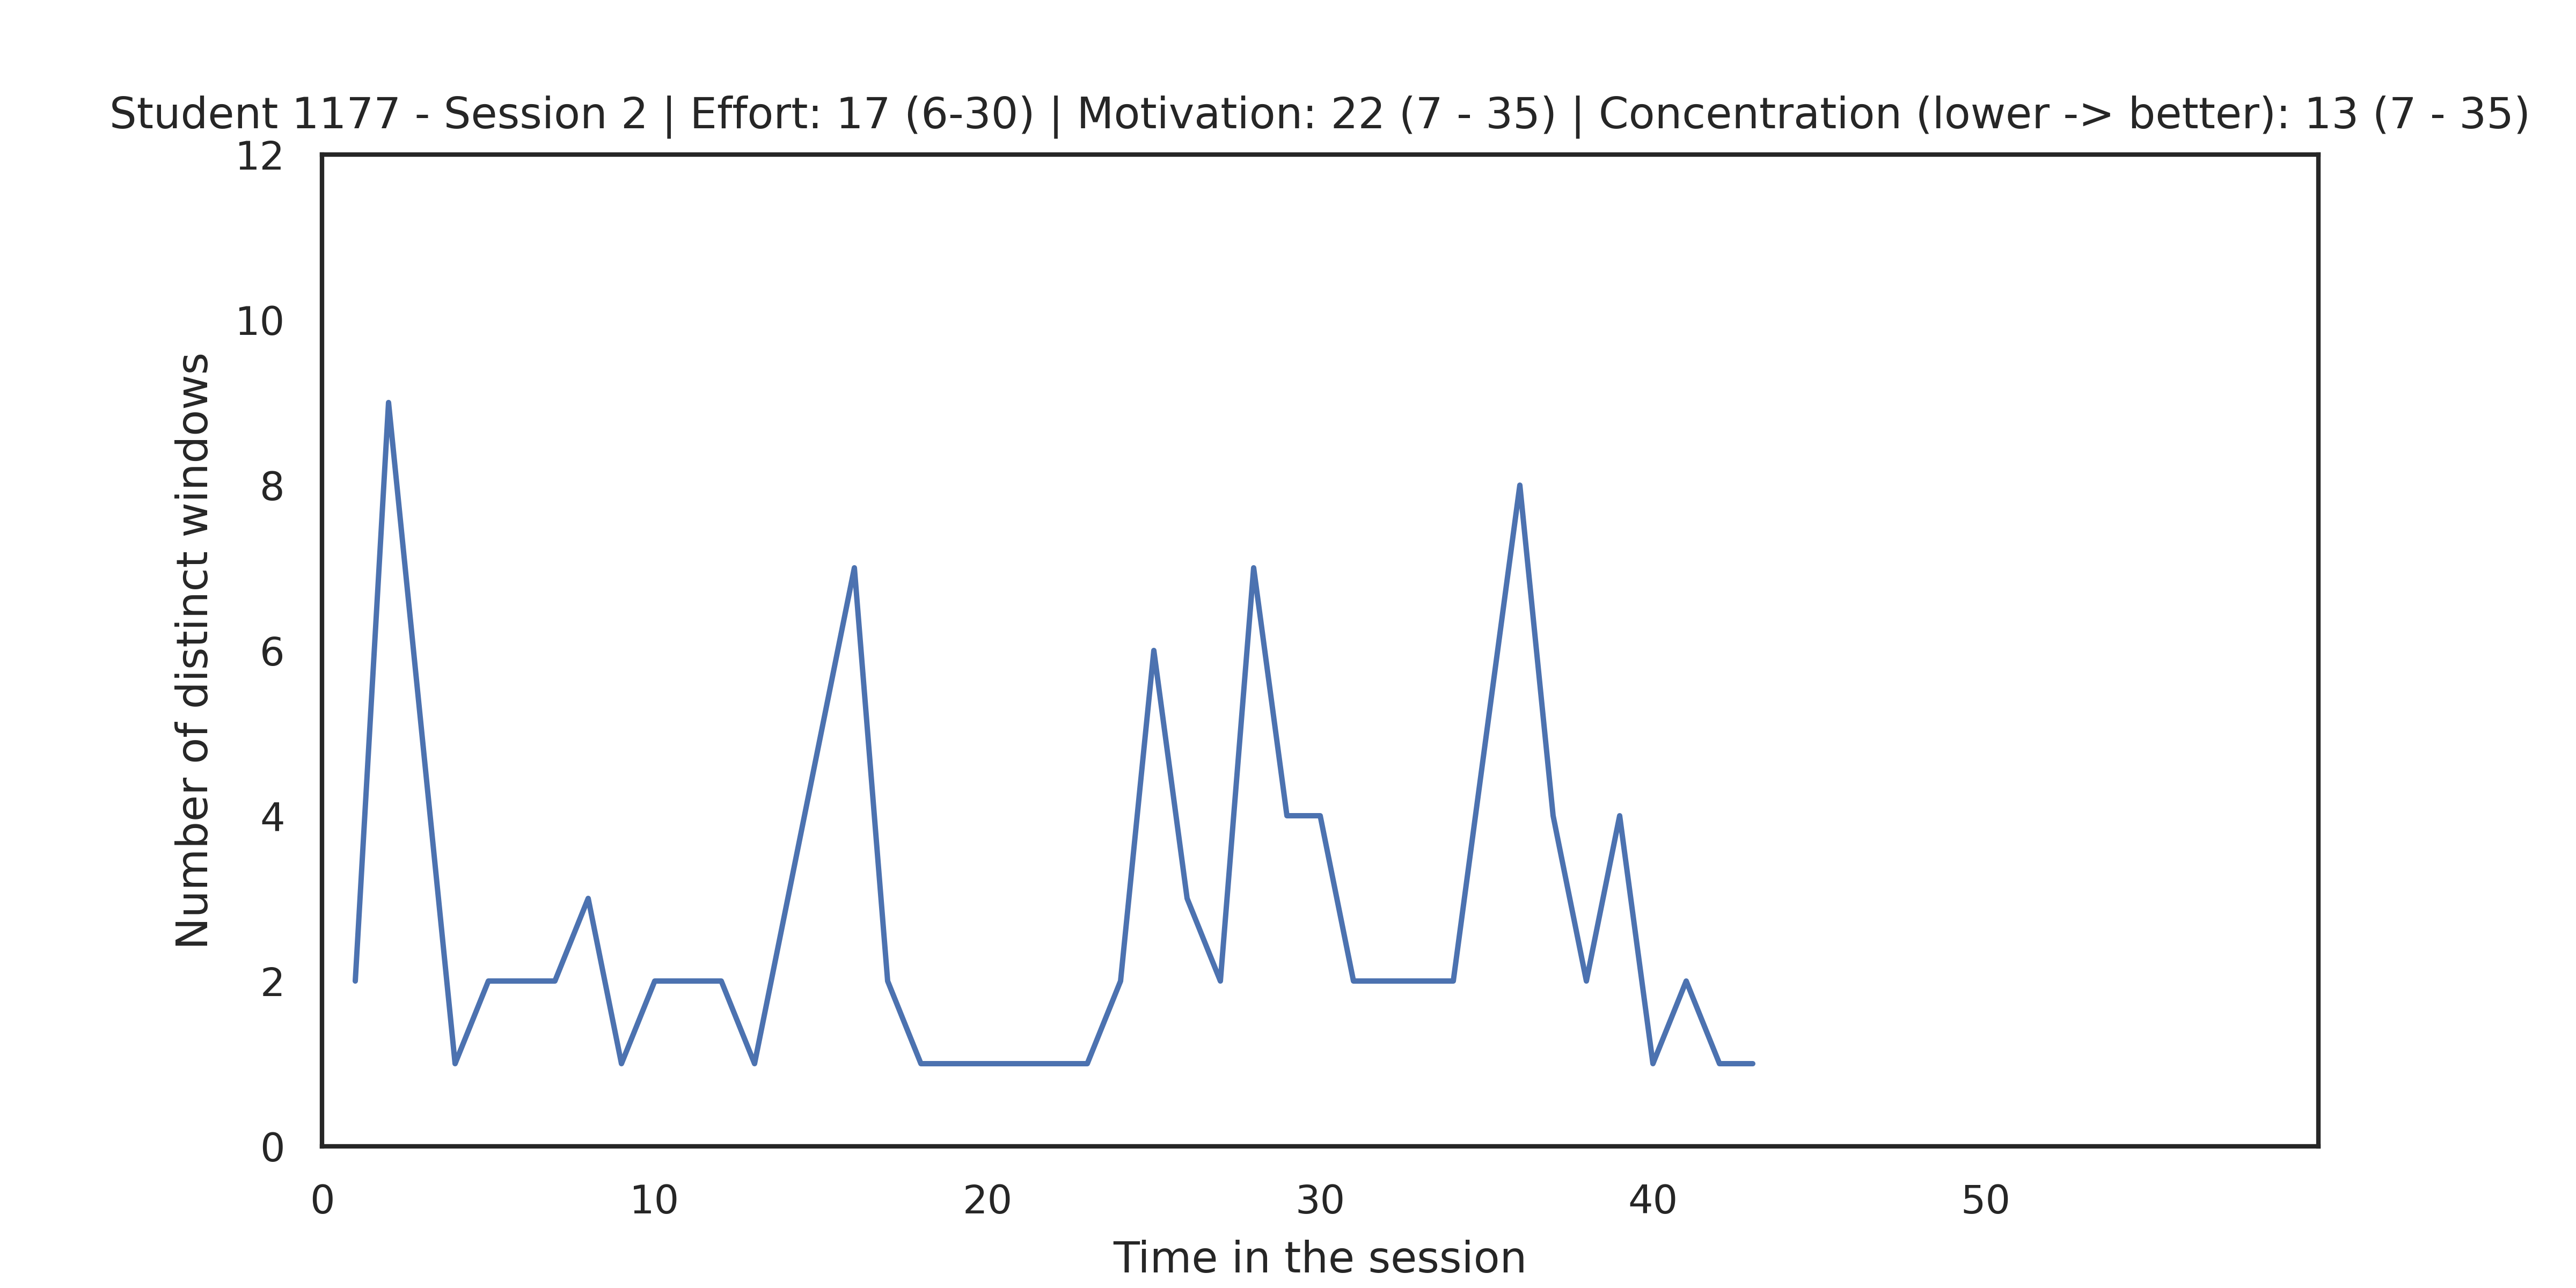 Student 1177 - Session 2 | Effort: 17 (6-30) | Motivation: 22 (7 - 35) | Concentration (lower -> better): 13 (7 - 35)
12
10
8
6
4
2
0
Number of distinct windows
0 10 20 30 40 50
Time in the session